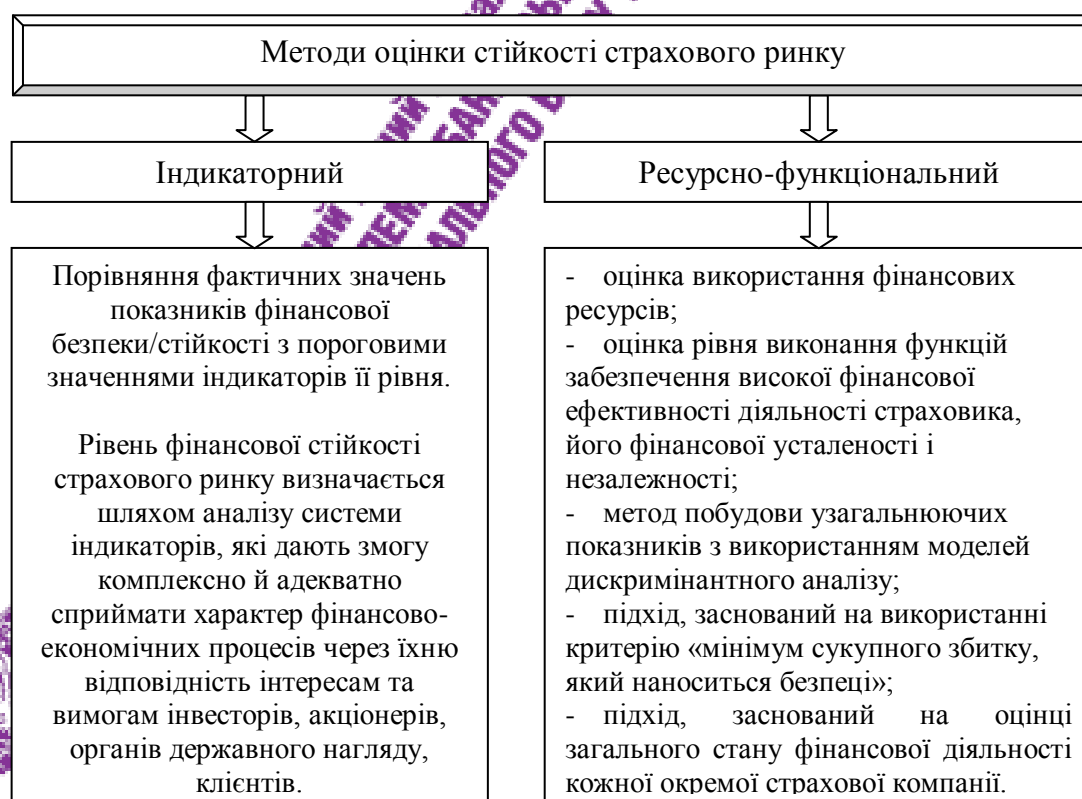 Методи оцінки стійкості страхового ринку
Індикаторний
Ресурсно-функціональний
Порівняння фактичних значень
показників фінансової
безпеки/стійкості з пороговими
значеннями індикаторів її рівня.
Рівень фінансової стійкості
страхового ринку визначається
шляхом аналізу системи
індикаторів, які дають змогу
комплексно й адекватно
сприймати характер фінансово-
економічних процесів через їхню
відповідність інтересам та
вимогам інвесторів, акціонерів,
органів державного нагляду,
клієнтів.
- оцінка використання фінансових
ресурсів;
- оцінка рівня виконання функцій
забезпечення високої фінансової
ефективності діяльності страховика,
його фінансової усталеності і
незалежності;
- метод побудови узагальнюючих
показників з використанням моделей
дискримінантного аналізу;
- підхід, заснований на використанні
критерію «мінімум сукупного збитку,
який наноситься безпеці»;
- підхід, заснований на оцінці
загального стану фінансової діяльності
кожної окремої страхової компанії.